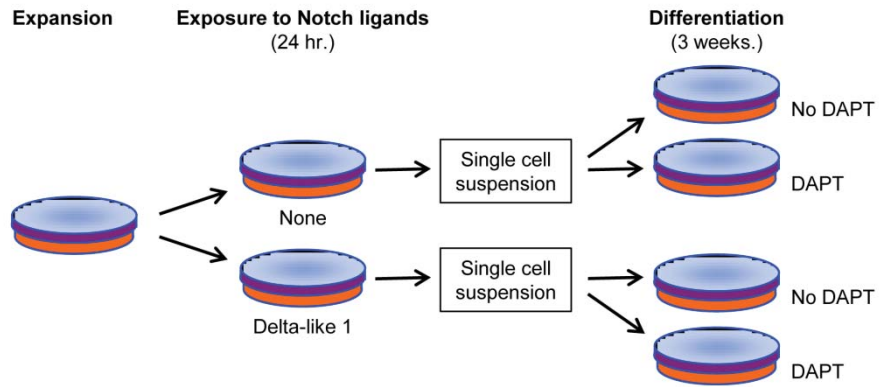 Expansion
Exposure to Notch ligands
(24 hr.)
Differentiation
(3 weeks.)
No DAPT
Single cell
suspension
DAPT
None
Single cell
suspension
No DAPT
Delta-like 1
DAPT